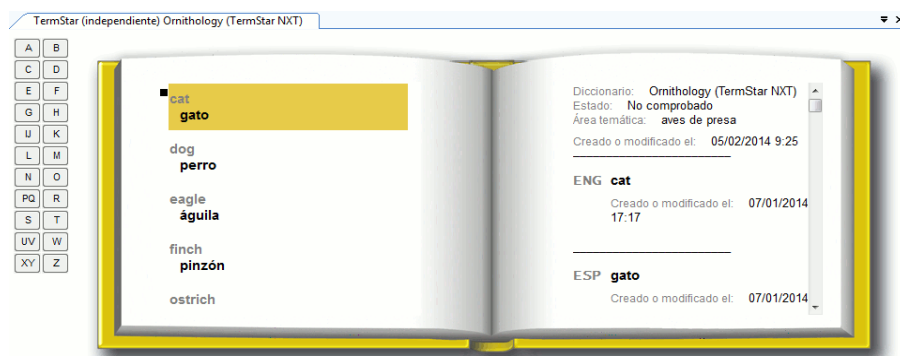 TermStar (independiente) Ornithology (TermStar NXT)
A B
C D
E F
G H
IJ K
L M
N O
PQ R
S T
UV W
XY Z
cat
gato
dog
perro
eagle
águila
finch
pinzón
ostrich
Diccionario: Ornithology (TermStar NXT)
Estado: No comprobado
Área temática: aves de presa
Creado o modificado el: 05/02/2014 9:25
ENG cat
Creado o modificado el: 07/01/2014
17:17
ESP gato
Creado o modificado el: 07/01/2014